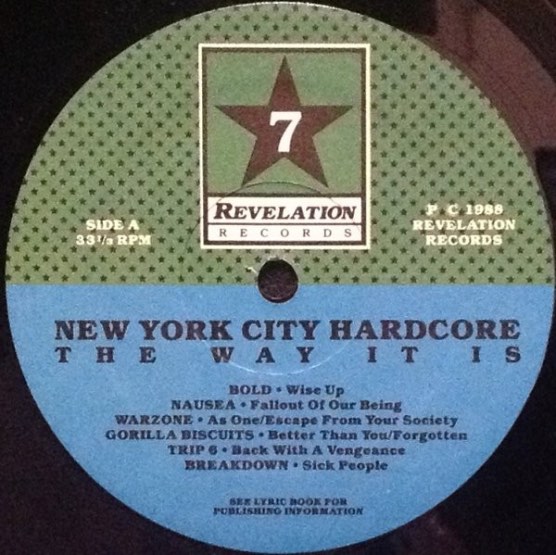 7
REVELATION
RECORDS
SIDE A
33 1/3 RPM
P C 1988
REVELATION
RECORDS
NEW YORK CITY HARDCORE
THE WAY IT IS
BOLD • Wise Up
NAUSEA • Fallout Of Our Being
WARZONE • As One/Escape From Your Society
GORILLA BISCUITS • Better Than You/Forgotten
TRIP 6 • Back With A Vengeance
BREAKDOWN • Sick People
SEE LYRIC BOOK FOR
PUBLISHING INFORMATION